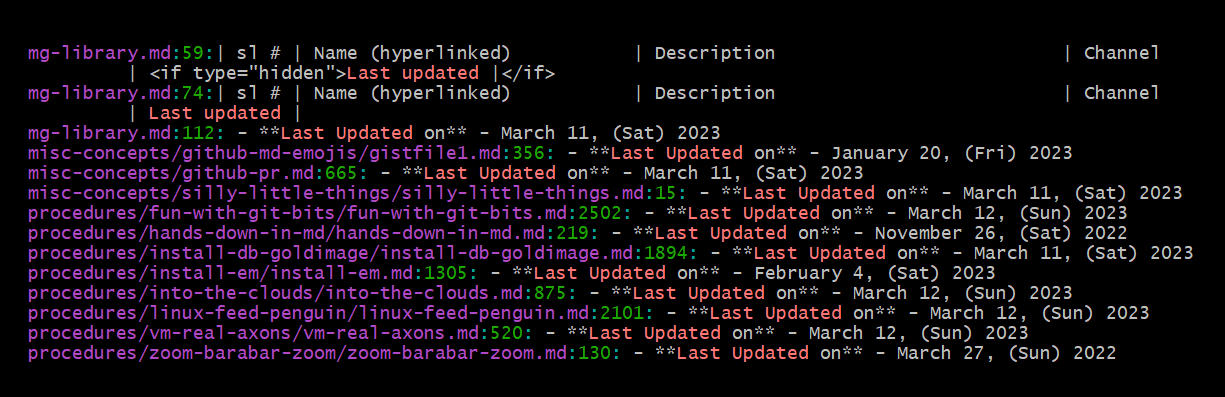 mg-library.md:59:| sl # | Name (hyperlinked)             | Description                              | Channel
          | <if type="hidden">Last updated |</if>
mg-library.md:74:| sl # | Name (hyperlinked)             | Description                              | Channel
          | Last updated |
mg-library.md:112: - **Last Updated on** - March 11, (Sat) 2023
misc-concepts/github-md-emojis/gistfile1.md:356: - **Last Updated on** - January 20, (Fri) 2023
misc-concepts/github-pr.md:665: - **Last Updated on** - March 11, (Sat) 2023
misc-concepts/silly-little-things/silly-little-things.md:15: - **Last Updated on** - March 11, (Sat) 2023
procedures/fun-with-git-bits/fun-with-git-bits.md:2502: - **Last Updated on** - March 12, (Sun) 2023
procedures/hands-down-in-md/hands-down-in-md.md:219: - **Last Updated on** - November 26, (Sat) 2022
procedures/install-db-goldimage/install-db-goldimage.md:1894: - **Last Updated on** - March 11, (Sat) 2023
procedures/install-em/install-em.md:1305: - **Last Updated on** - February 4, (Sat) 2023
procedures/into-the-clouds/into-the-clouds.md:875: - **Last Updated on** - March 12, (Sun) 2023
procedures/linux-feed-penguin/linux-feed-penguin.md:2101: - **Last Updated on** - March 12, (Sun) 2023
procedures/vm-real-axons/vm-real-axons.md:520: - **Last Updated on** - March 12, (Sun) 2023
procedures/zoom-barabar-zoom/zoom-barabar-zoom.md:130: - **Last Updated on** - March 27, (Sun) 2022